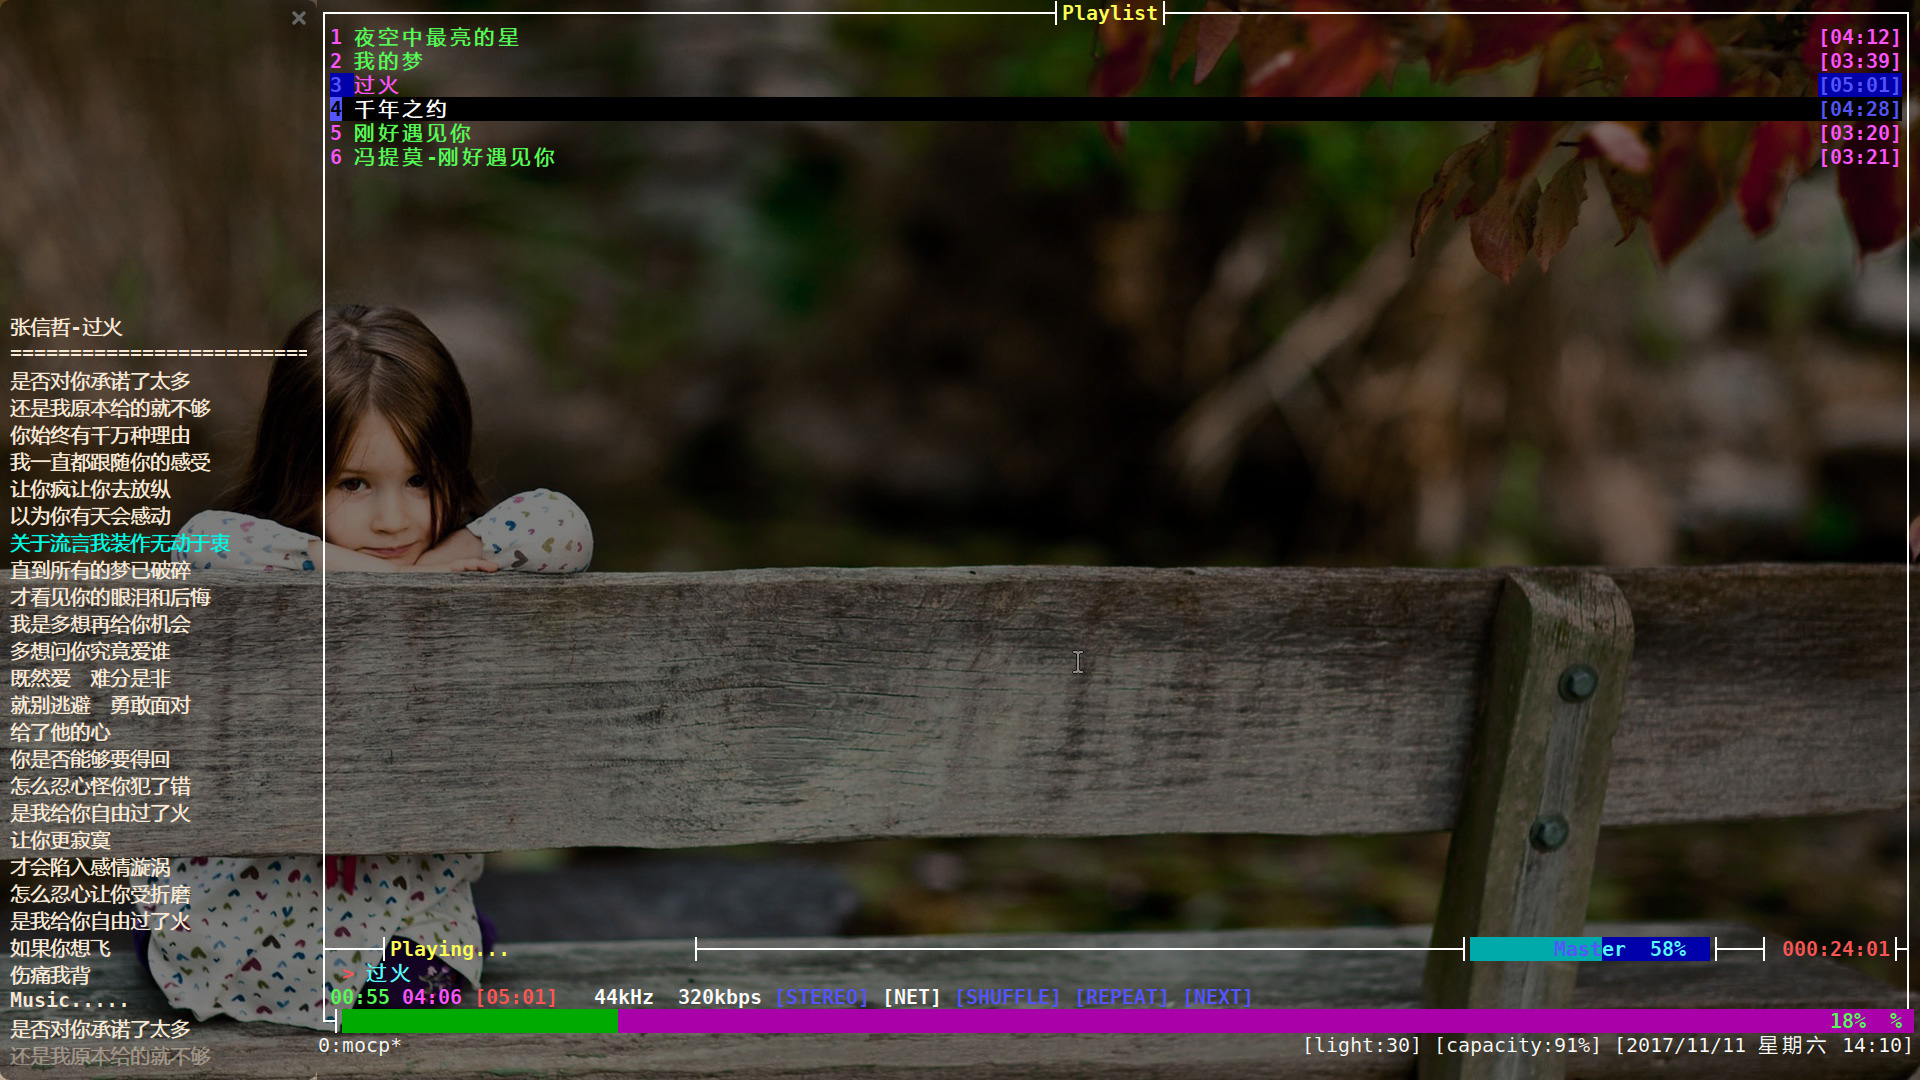 Playlist
1 夜空中最亮的星 [04:12]
2 我的梦 [03:39]
3 过火 [05:01]
4 千年之约 [04:28]
5 刚好遇见你 [03:20]
6 冯提莫-刚好遇见你 [03:21]
张信哲-过火
=========================
是否对你承诺了太多
还是我原本给的就不够
你始终有千万种理由
我一直都跟随你的感受
让你疯让你去放纵
以为你有天会感动
关于流言我装作无动于衷
直到所有的梦已破碎
才看见你的眼泪和后悔
我是多想再给你机会
多想问你究竟爱谁
既然爱　难分是非
就别逃避　勇敢面对
给了他的心
你是否能够要得回
怎么忍心怪你犯了错
是我给你自由过了火
让你更寂寞
才会陷入感情漩涡
怎么忍心让你受折磨
是我给你自由过了火
如果你想飞
伤痛我背
Music.....
是否对你承诺了太多
还是我原本给的就不够
Playing... Master 58% 000:24:01
> 过火
00:55 04:06 [05:01] 44kHz 320kbps [STEREO] [NET] [SHUFFLE] [REPEAT] [NEXT]
18% %
0:mocp* [light:30] [capacity:91%] [2017/11/11 星期六 14:10]